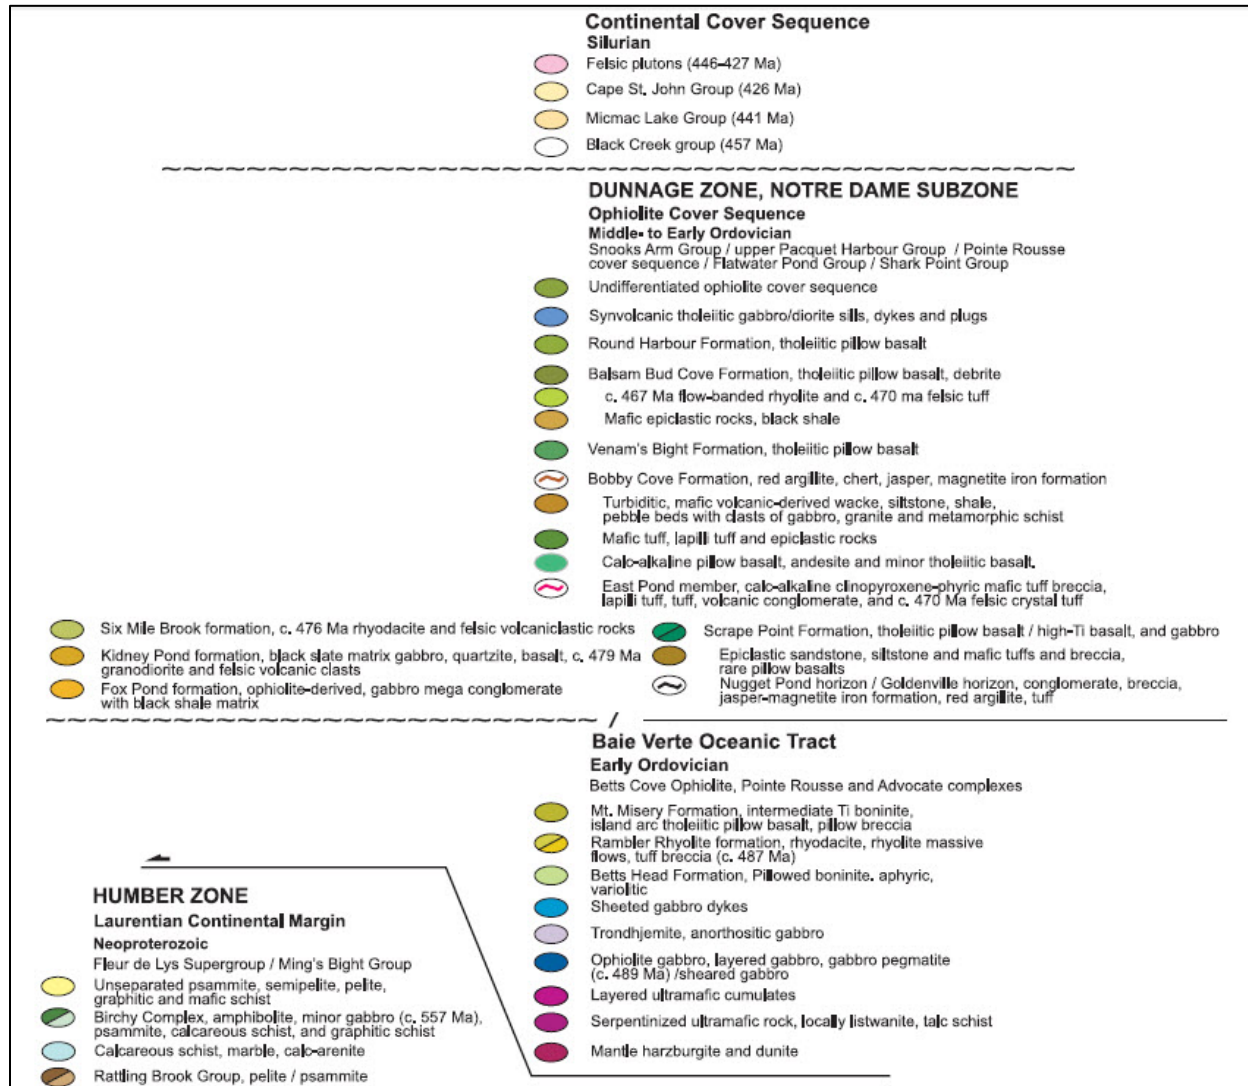 Continental Cover Sequence
Silurian
Felsic plutons (446-427 Ma)
Cape St. John Group (426 Ma)
Micmac Lake Group (441 Ma)
Black Creek group (457 Ma)
DUNNAGE ZONE, NOTRE DAME SUBZONE
Ophiolite Cover Sequence
Middle- to Early Ordovician
Snooks Arm Group / upper Pacquet Harbour Group / Pointe Rousse
cover sequence / Flatwater Pond Group / Shark Point Group
Undifferentiated ophiolite cover sequence
Synvolcanic tholeiitic gabbro/diorite sills, dykes and plugs
Round Harbour Formation, tholeiitic pillow basalt
Balsam Bud Cove Formation, tholeiitic pillow basalt, debrite
c. 467 Ma flow-banded rhyolite and c. 470 ma felsic tuff
Mafic epiclastic rocks, black shale
Venam's Bight Formation, tholeiitic pillow basalt
Bobby Cove Formation, red argillite, chert, jasper, magnetite iron formation
Turbiditic, mafic volcanic-derived wacke, siltstone, shale,
pebble beds with clasts of gabbro, granite and metamorphic schist
Mafic tuff, lapilli tuff and epiclastic rocks
Calc-alkaline pillow basalt, andesite and minor tholeiitic basalt.
East Pond member, calc-alkaline clinopyroxene-phyric mafic tuff breccia,
lapilli tuff, tuff, volcanic conglomerate, and c. 470 Ma felsic crystal tuff
Six Mile Brook formation, c. 476 Ma rhyodacite and felsic volcaniclastic rocks
Kidney Pond formation, black slate matrix gabbro, quartzite, basalt, c. 479 Ma
granodiorite and felsic volcanic clasts
Fox Pond formation, ophiolite-derived, gabbro mega conglomerate
with black shale matrix
Scrape Point Formation, tholeiitic pillow basalt / high-Ti basalt, and gabbro
Epiclastic sandstone, siltstone and mafic tuffs and breccia,
rare pillow basalts
Nugget Pond horizon / Goldenville horizon, conglomerate, breccia,
jasper-magnetite iron formation, red argillite, tuff
/
Baie Verte Oceanic Tract
Early Ordovician
Betts Cove Ophiolite, Pointe Rousse and Advocate complexes
Mt. Misery Formation, intermediate Ti boninite,
island arc tholeiitic pillow basalt, pillow breccia
Rambler Rhyolite formation, rhyodacite, rhyolite massive
flows, tuff breccia (c. 487 Ma)
Betts Head Formation, Pillowed boninite. aphyric,
variolitic
Sheeted gabbro dykes
Trondhjemite, anorthositic gabbro
Ophiolite gabbro, layered gabbro, gabbro pegmatite
(c. 489 Ma) /sheared gabbro
Layered ultramafic cumulates
Serpentinized ultramafic rock, locally listwanite, talc schist
Mantle harzburgite and dunite
HUMBER ZONE
Laurentian Continental Margin
Neoproterozoic
Fleur de Lys Supergroup / Ming's Bight Group
Unseparated psammite, semipelite, pelite,
graphitic and mafic schist
Birchy Complex, amphibolite, minor gabbro (c. 557 Ma),
psammite, calcareous schist, and graphitic schist
Calcareous schist, marble, calc-arenite
Rattling Brook Group, pelite / psammite